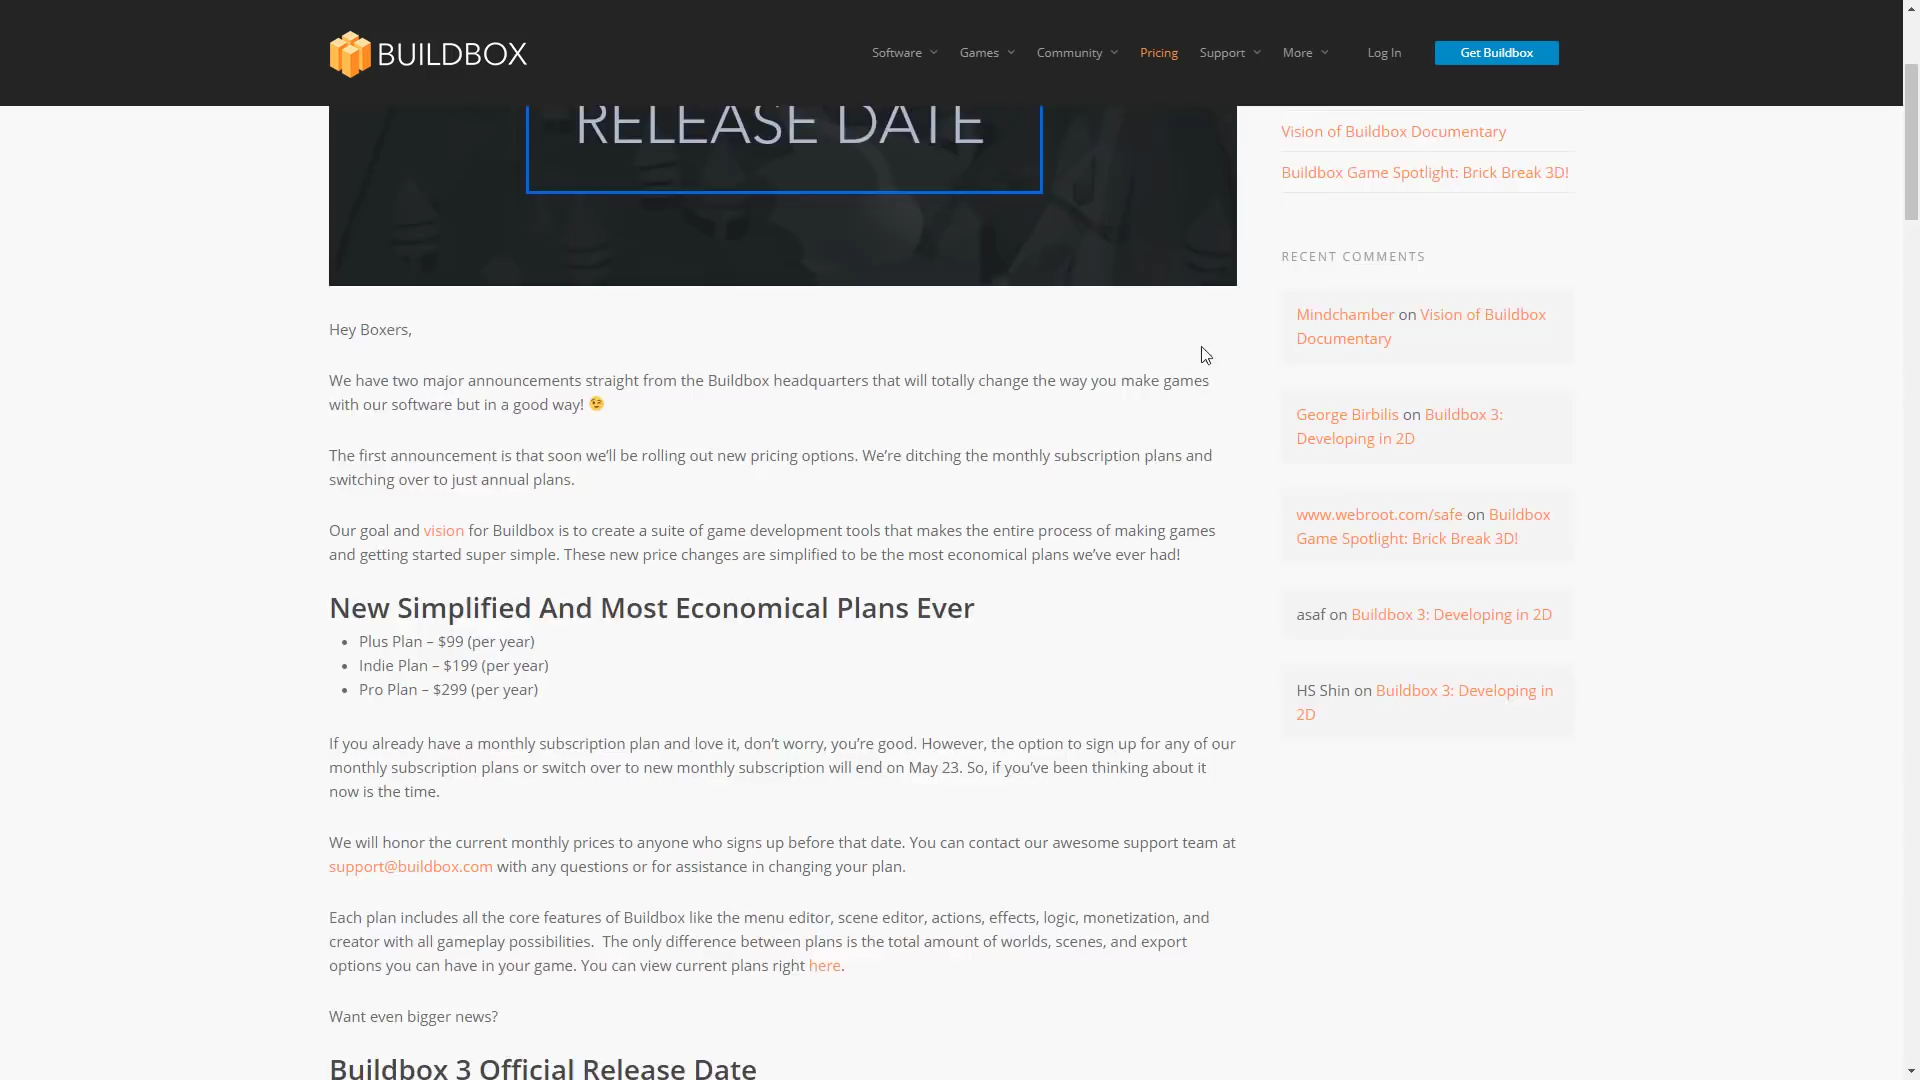 BUILDBOX
Software Games Community Pricing Support More Log In Get Buildbox
RELEASE DATE
Hey Boxers,
We have two major announcements straight from the Buildbox headquarters that will totally change the way you make games
with our software but in a good way! 😉
The first announcement is that soon we’ll be rolling out new pricing options. We’re ditching the monthly subscription plans and
switching over to just annual plans.
Our goal and vision for Buildbox is to create a suite of game development tools that makes the entire process of making games
and getting started super simple. These new price changes are simplified to be the most economical plans we’ve ever had!
New Simplified And Most Economical Plans Ever
• Plus Plan – $99 (per year)
• Indie Plan – $199 (per year)
• Pro Plan – $299 (per year)
If you already have a monthly subscription plan and love it, don’t worry, you’re good. However, the option to sign up for any of our
monthly subscription plans or switch over to new monthly subscription will end on May 23. So, if you’ve been thinking about it
now is the time.
We will honor the current monthly prices to anyone who signs up before that date. You can contact our awesome support team at
support@buildbox.com with any questions or for assistance in changing your plan.
Each plan includes all the core features of Buildbox like the menu editor, scene editor, actions, effects, logic, monetization, and
creator with all gameplay possibilities.  The only difference between plans is the total amount of worlds, scenes, and export
options you can have in your game. You can view current plans right here.
Want even bigger news?
Buildbox 3 Official Release Date
Vision of Buildbox Documentary
Buildbox Game Spotlight: Brick Break 3D!
RECENT COMMENTS
Mindchamber on Vision of Buildbox
Documentary
George Birbilis on Buildbox 3:
Developing in 2D
www.webroot.com/safe on Buildbox
Game Spotlight: Brick Break 3D!
asaf on Buildbox 3: Developing in 2D
HS Shin on Buildbox 3: Developing in
2D